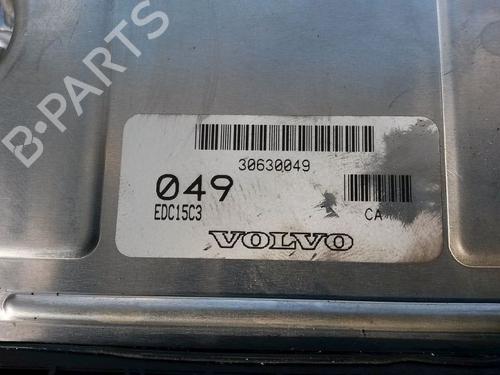 B-PARTS
30630049
049
EDC15C3
CA
VOLVO